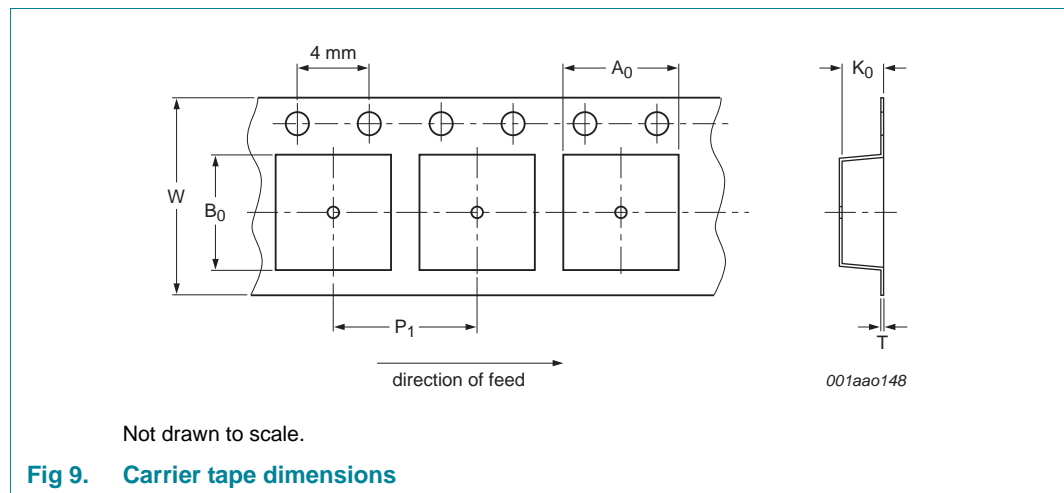 4 mm
A0
K0
W
B0
P1
T
direction of feed
001aao148
Not drawn to scale.
Fig 9. Carrier tape dimensions